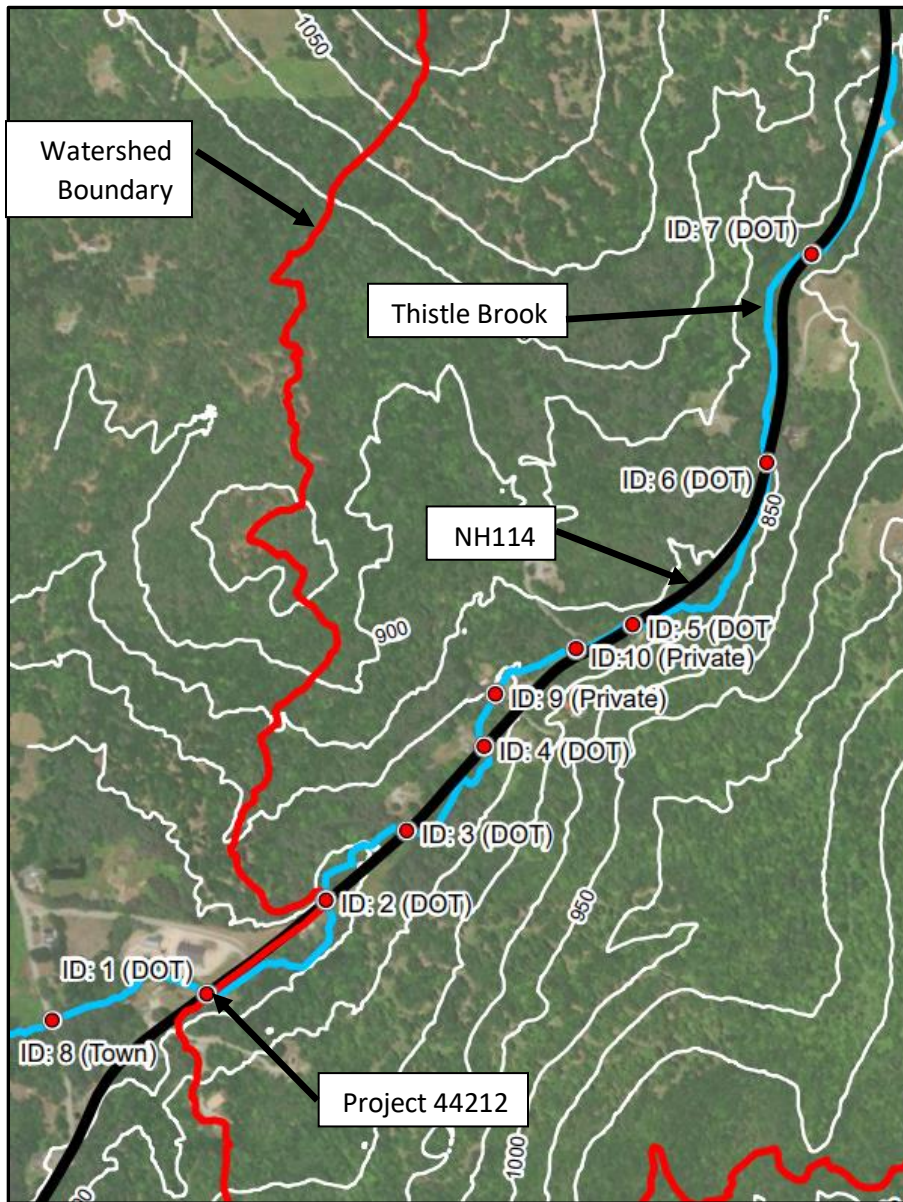 1050
Watershed
Boundary
ID: 7 (DOT)
Thistle Brook
ID: 6 (DOT)
850
NH114
900
ID: 5 (DOT
ID:10 (Private)
ID: 9 (Private)
ID: 4 (DOT)
ID: 3 (DOT)
ID: 2 (DOT)
950
ID: 1 (DOT)
ID: 8 (Town)
Project 44212
1000